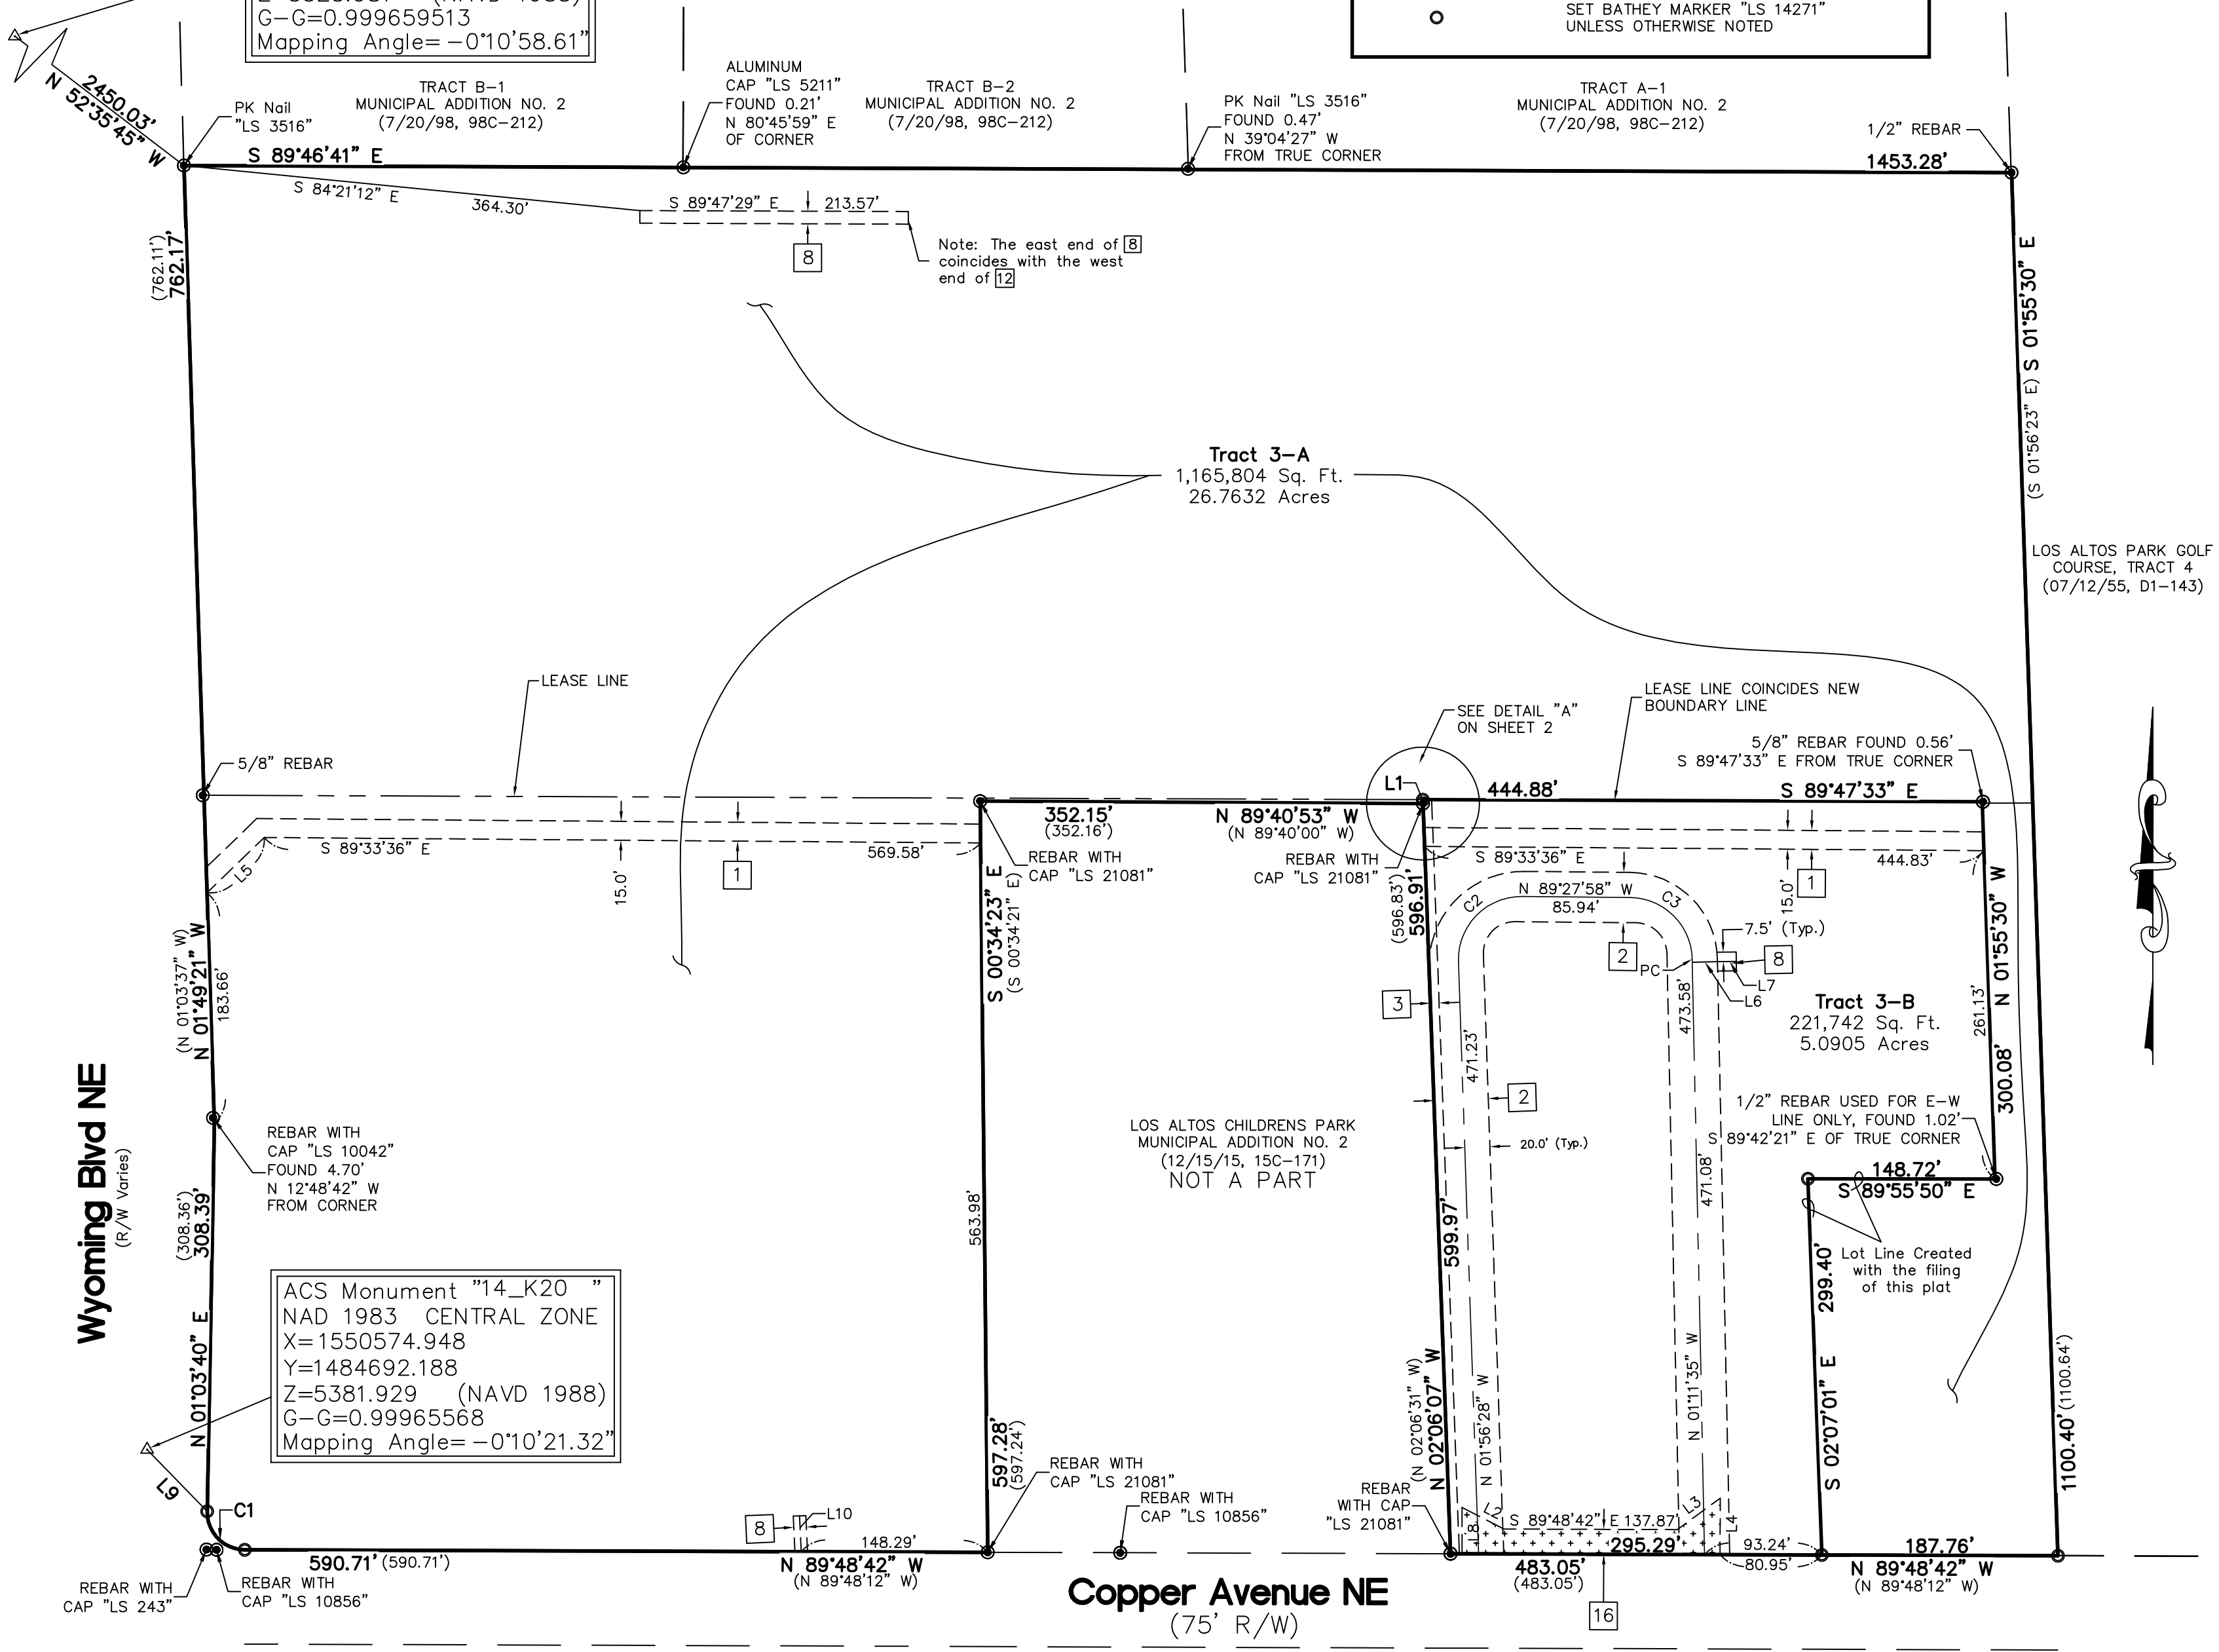 G-G=0.999659513
Mapping Angle= -0°10'58.61"
SET BATHEY MARKER "LS 14271"
UNLESS OTHERWISE NOTED
2450.03'
N 52°35'45" W
PK Nail
"LS 3516"
TRACT B-1
MUNICIPAL ADDITION NO. 2
(7/20/98, 98C-212)
ALUMINUM
CAP "LS 5211"
FOUND 0.21'
N 80°45'59" E
OF CORNER
TRACT B-2
MUNICIPAL ADDITION NO. 2
(7/20/98, 98C-212)
PK Nail "LS 3516"
FOUND 0.47'
N 39°04'27" W
FROM TRUE CORNER
TRACT A-1
MUNICIPAL ADDITION NO. 2
(7/20/98, 98C-212)
1/2" REBAR
S 89°46'41" E
1453.28'
S 84°21'12" E
364.30'
S 89°47'29" E
213.57'
8
Note: The east end of 8
coincides with the west
end of 12
(762.11')
762.17'
S 01°55'30" E
(S 01°56'23" E)
Tract 3-A
1,165,804 Sq. Ft.
26.7632 Acres
LOS ALTOS PARK GOLF
COURSE, TRACT 4
(07/12/55, D1-143)
LEASE LINE
LEASE LINE COINCIDES NEW
BOUNDARY LINE
SEE DETAIL "A"
ON SHEET 2
5/8" REBAR FOUND 0.56'
S 89°47'33" E FROM TRUE CORNER
5/8" REBAR
L1
444.88'
S 89°47'33" E
352.15'
(352.16')
N 89°40'53" W
(N 89°40'00" W)
S 89°33'36" E
569.58'
L5
15.0'
1
REBAR WITH
CAP "LS 21081"
REBAR WITH
CAP "LS 21081"
S 89°33'36" E
444.83'
15.0'
1
N 89°27'58" W
85.94'
C2
C3
2
7.5' (Typ.)
8
PC
L7
L6
(596.83')
596.91'
S 00°34'23" E
(S 00°34'21" E)
(N 01°03'37" W)
N 01°49'21" W
183.66'
3
473.58'
471.23'
Tract 3-B
221,742 Sq. Ft.
5.0905 Acres
261.13'
N 01°55'30" W
300.08'
2
20.0' (Typ.)
1/2" REBAR USED FOR E-W
LINE ONLY, FOUND 1.02'
S 89°42'21" E OF TRUE CORNER
148.72'
S 89°55'50" E
471.08'
LOS ALTOS CHILDRENS PARK
MUNICIPAL ADDITION NO. 2
(12/15/15, 15C-171)
NOT A PART
REBAR WITH
CAP "LS 10042"
FOUND 4.70'
N 12°48'42" W
FROM CORNER
Wyoming Blvd NE
(R/W Varies)
(308.36')
308.39'
N 01°03'40" E
563.98'
599.97'
299.40'
S 02°07'01" E
Lot Line Created
with the filing
of this plat
ACS Monument "14_K20 "
NAD 1983 CENTRAL ZONE
X=1550574.948
Y=1484692.188
Z=5381.929 (NAVD 1988)
G-G=0.99965568
Mapping Angle= -0°10'21.32"
(N 02°06'31" W)
N 02°06'07" W
N 01°56'28" W
N 01°11'35" W
1100.40' (1100.64')
597.28'
(597.24')
REBAR WITH
CAP "LS 21081"
REBAR WITH
CAP "LS 10856"
REBAR
WITH CAP
"LS 21081"
L9
C1
8
L10
148.29'
L8
L2
S 89°48'42" E 137.87'
L3
L4
295.29'
93.24'
80.95'
590.71' (590.71')
N 89°48'42" W
(N 89°48'12" W)
483.05'
(483.05')
187.76'
N 89°48'42" W
(N 89°48'12" W)
REBAR WITH
CAP "LS 243"
REBAR WITH
CAP "LS 10856"
Copper Avenue NE
(75' R/W)
16